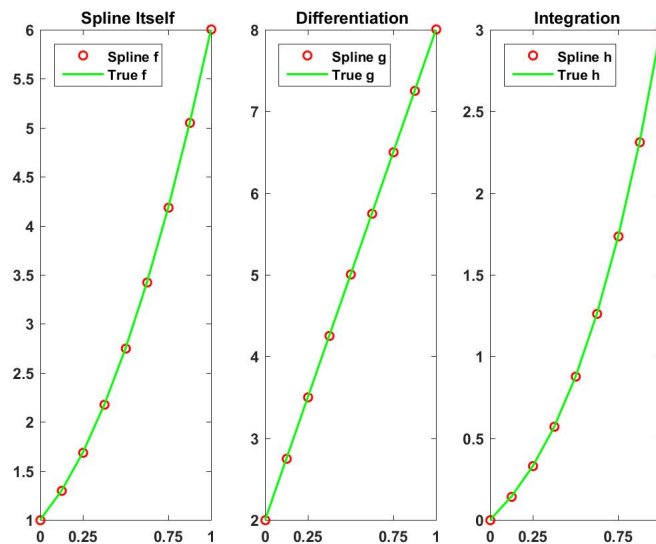 Spline Itself
Spline f
True f
6
5.5
5
4.5
4
3.5
3
2.5
2
1.5
1
0 0.25 0.75 1
Differentiation
Spline g
True g
8
7
6
5
4
3
2
0 0.25 0.75 1
Integration
Spline h
True h
3
2.5
2
1.5
1
0.5
0
0 0.25 0.75